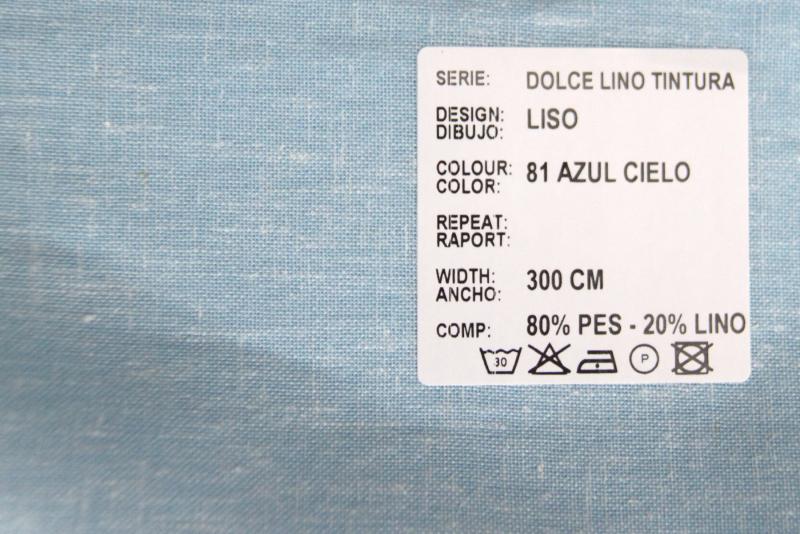 SERIE: DOLCE LINO TINTURA
DESIGN: LISO
DIBUJO:
COLOUR: 81 AZUL CIELO
COLOR:
REPEAT:
RAPORT:
WIDTH: 300 CM
ANCHO:
COMP: 80% PES - 20% LINO
30 P